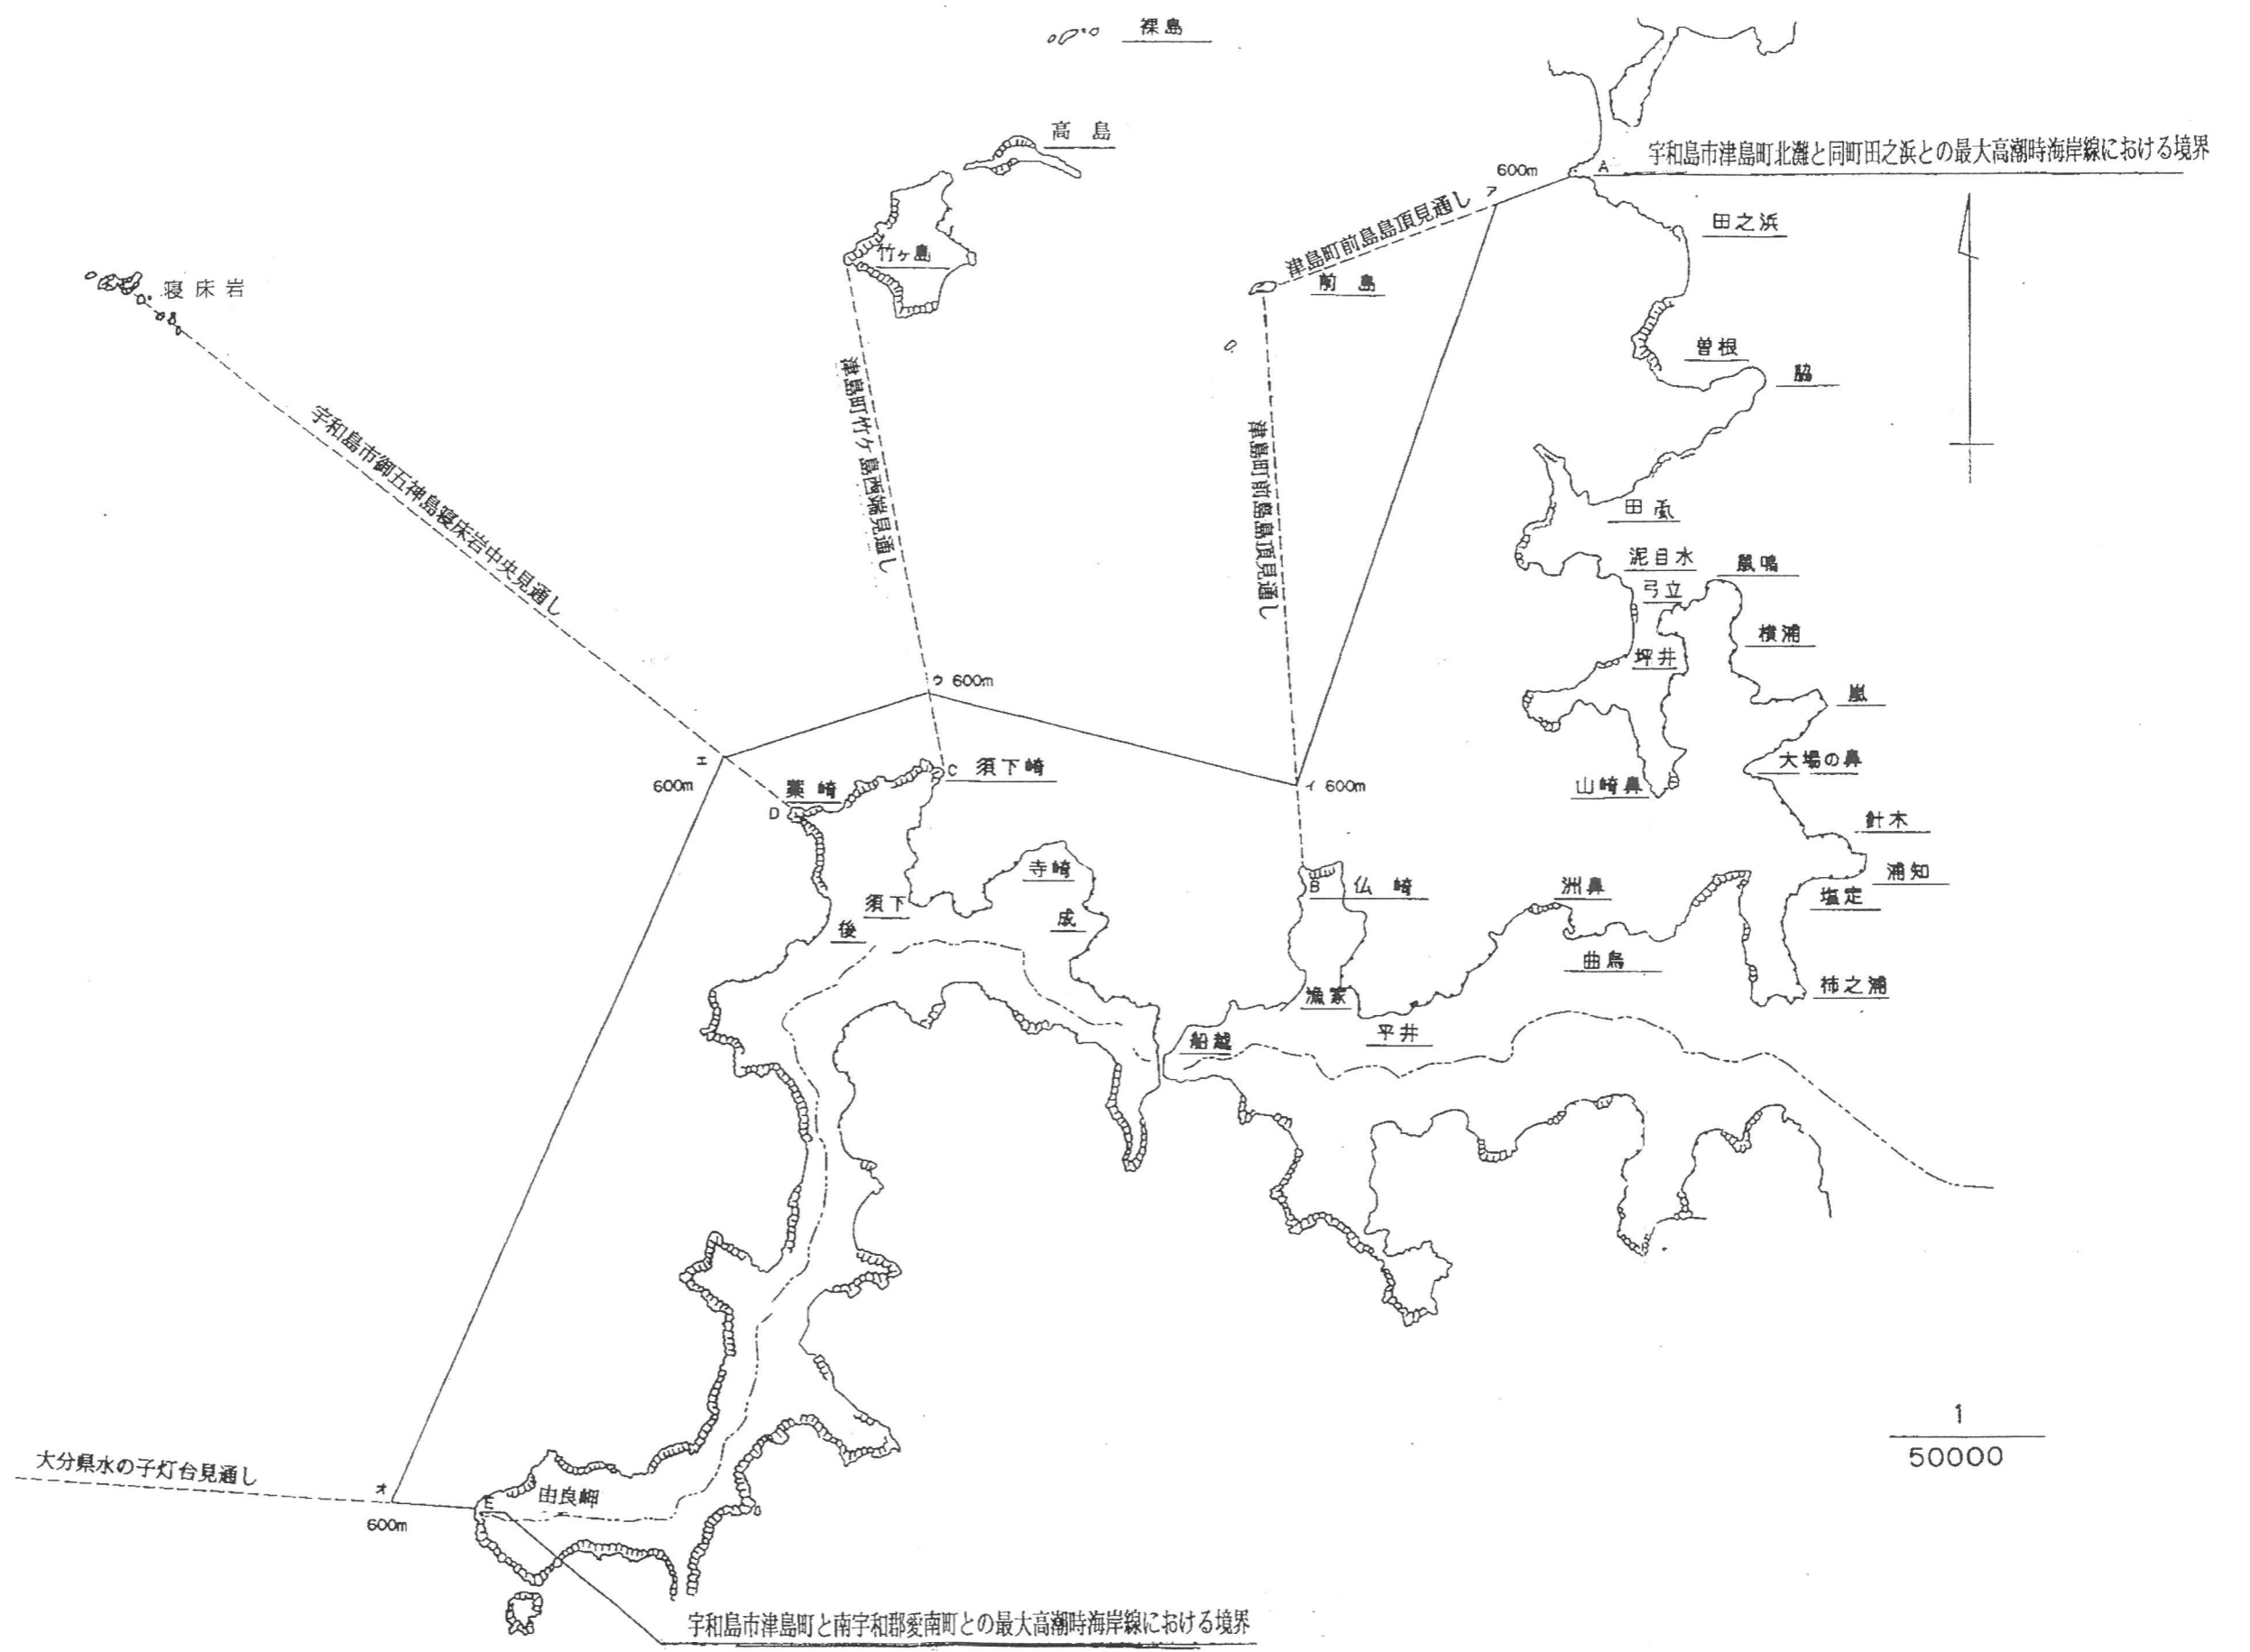 裸島
高島
宇和島市津島町北灘と同町田之浜との最大高潮時海岸線における境界
A
600m
ア
津島町前島島頂見通し
田之浜
竹ヶ島
前島
寝床岩
曽根
脇
津島町竹ヶ島西端見通し
津島町前島島頂見通し
宇和島市御五神島寝床岩中央見通し
田颪
泥目水
鼠鳴
弓立
横浦
坪井
嵐
ウ 600m
エ
600m
C 須下崎
大場の鼻
イ 600m
山崎鼻
D
針木
寺崎
浦知
B 仏崎
洲鼻
塩定
須下
成
後
曲烏
柿之浦
漁家
平井
船越
1
50000
大分県水の子灯台見通し
オ
600m
E
由良岬
宇和島市津島町と南宇和郡愛南町との最大高潮時海岸線における境界